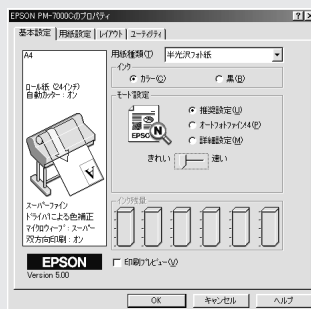 EPSON PM-7000Cのプロパティ
基本設定 用紙設定 レイアウト ユーティリティ
A4
ロール紙 (24インチ)
自動カッター : オン
スーパーファイン
ドライバによる色補正
マイクロウィーブ : スーパー
双方向印刷 : オン
EPSON
Version 5.00
用紙種類(T) 半光沢フォト紙
インク
カラー(C) 黒(B)
モード設定
EPSO
N
推奨設定(U)
オートフォトファイン!4(P)
詳細設定(M)
きれい 速い
インク残量
印刷プレビュー(V)
OK キャンセル ヘルプ